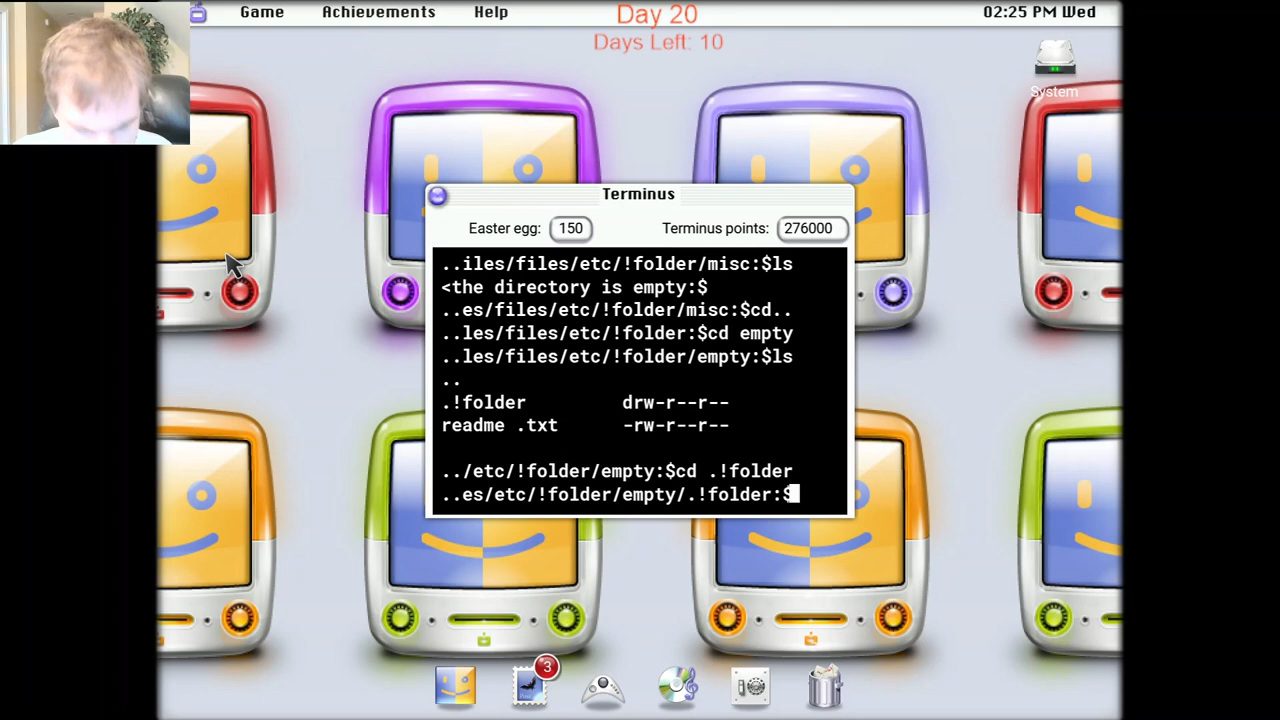 Game Achievements Help
Day 20
02:25 PM Wed
Days Left: 10
System
Terminus
Easter egg: 150 Terminus points: 276000
..iles/files/etc/!folder/misc:$ls
<the directory is empty:$
..es/files/etc/!folder/misc:$cd..
..les/files/etc/!folder:$cd empty
..les/files/etc/!folder/empty:$ls
..
.!folder drw-r--r--
readme .txt -rw-r--r--
../etc/!folder/empty:$cd .!folder
..es/etc/!folder/empty/.!folder:$
3